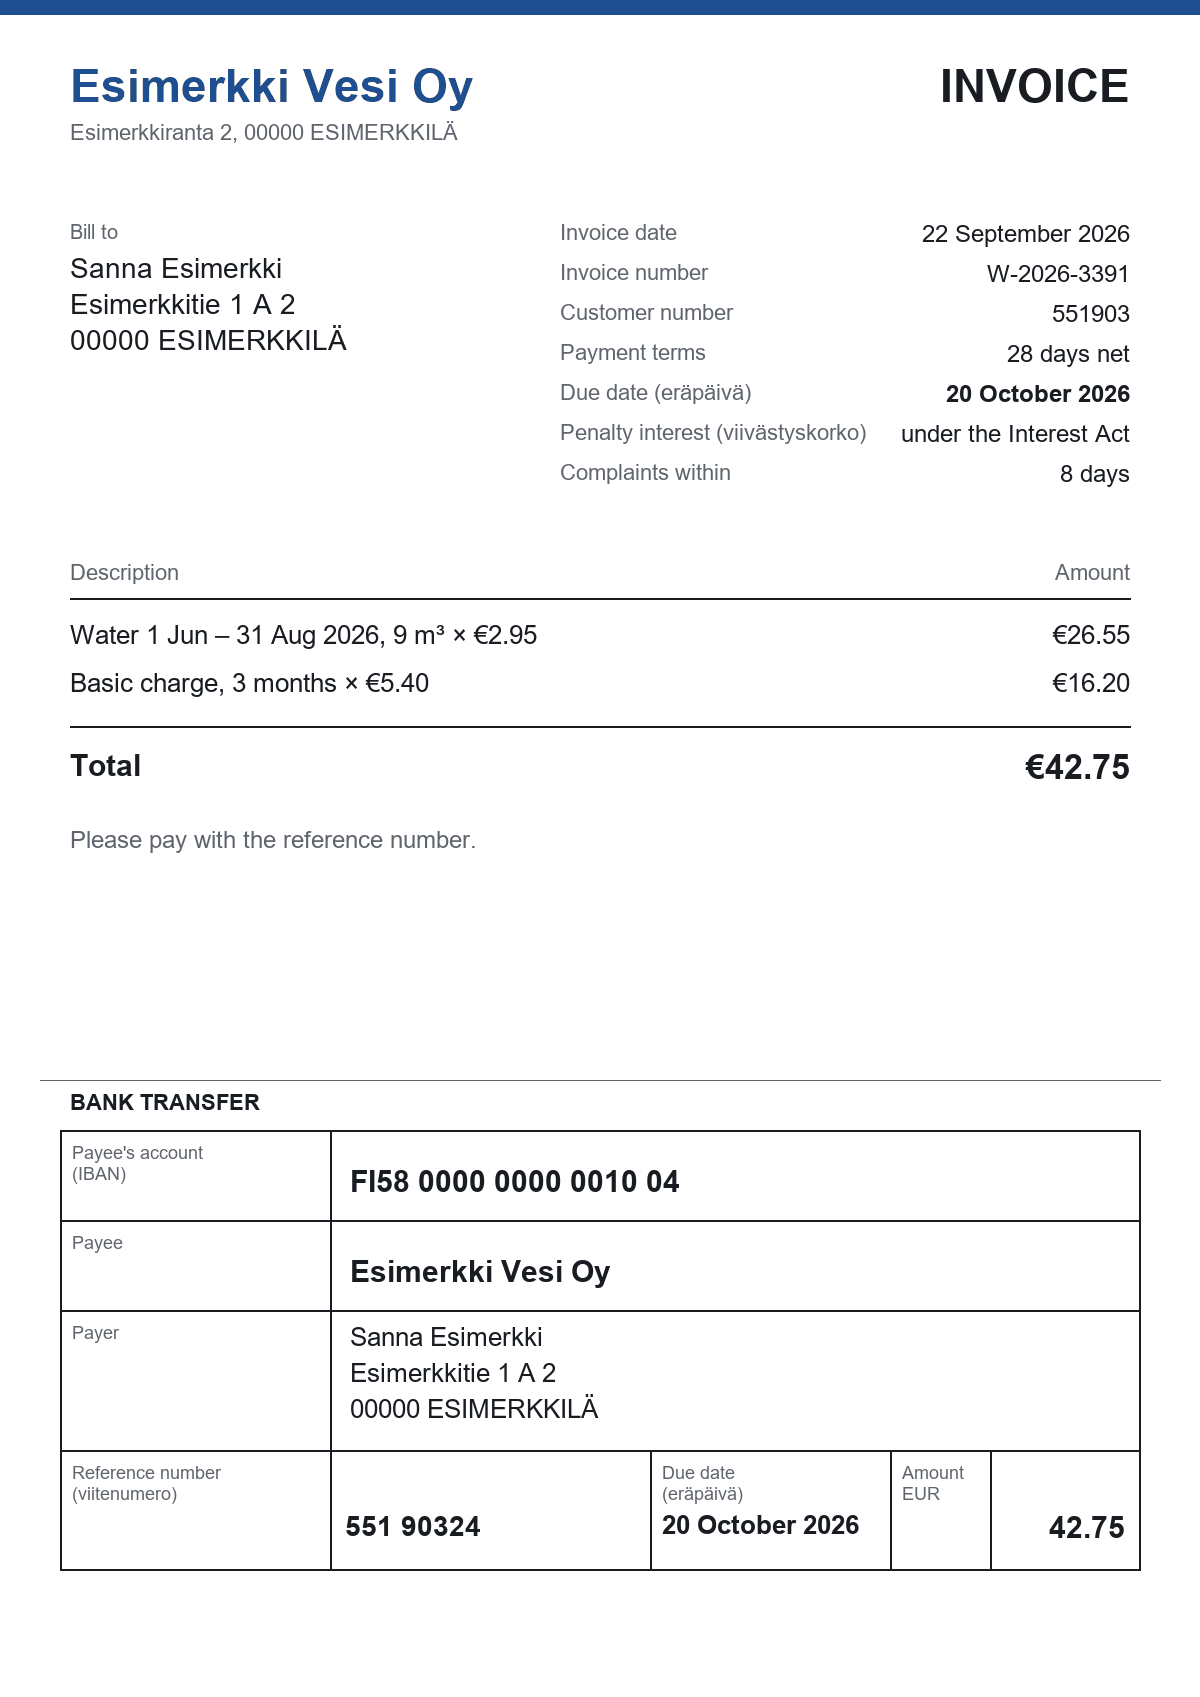 Esimerkki Vesi Oy
INVOICE
Esimerkkiranta 2, 00000 ESIMERKKILÄ
Bill to
Sanna Esimerkki
Esimerkkitie 1 A 2
00000 ESIMERKKILÄ
Invoice date 22 September 2026
Invoice number W-2026-3391
Customer number 551903
Payment terms 28 days net
Due date (eräpäivä) 20 October 2026
Penalty interest (viivästyskorko) under the Interest Act
Complaints within 8 days
Description Amount
Water 1 Jun – 31 Aug 2026, 9 m³ × €2.95 €26.55
Basic charge, 3 months × €5.40 €16.20
Total €42.75
Please pay with the reference number.
BANK TRANSFER
Payee's account
(IBAN)
FI58 0000 0000 0010 04
Payee
Esimerkki Vesi Oy
Payer
Sanna Esimerkki
Esimerkkitie 1 A 2
00000 ESIMERKKILÄ
Reference number
(viitenumero)
551 90324
Due date
(eräpäivä)
20 October 2026
Amount
EUR
42.75